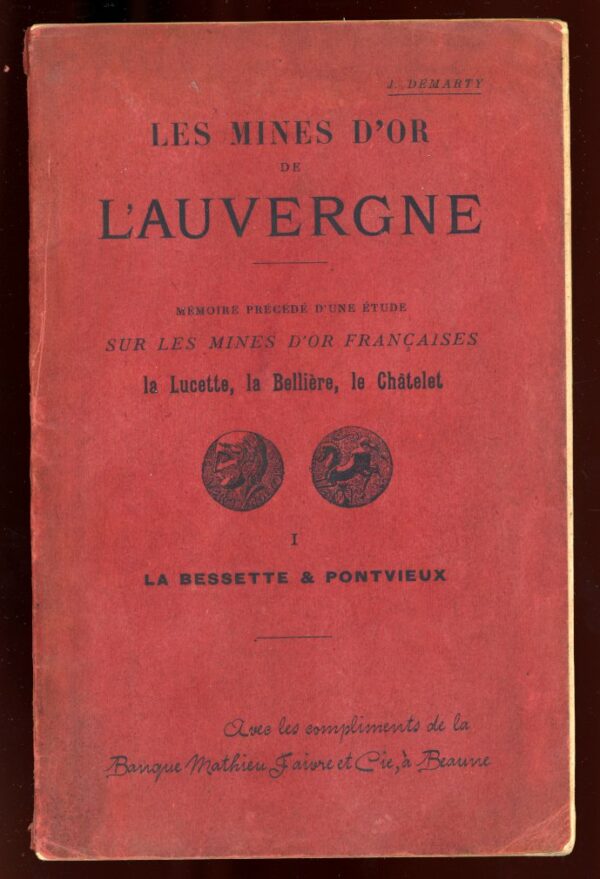 J. DEMARTY
LES MINES D'OR
DE
L'AUVERGNE
MÉMOIRE PRÉCÉDÉ D'UNE ÉTUDE
SUR LES MINES D'OR FRANÇAISES
la Lucette, la Bellière, le Châtelet
I
LA BESSETTE & PONTVIEUX
Avec les compliments de la
Banque Mathieu Faivre et Cie, à Beaune